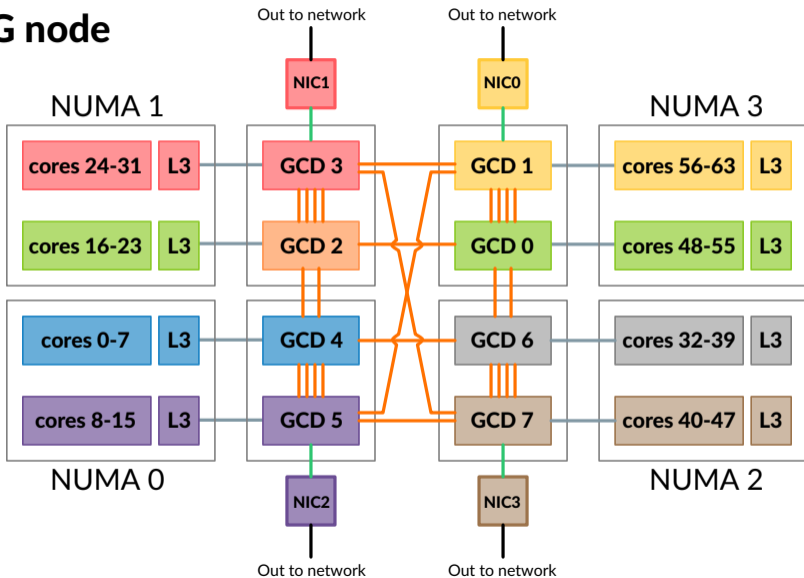 G node
Out to network
Out to network
NIC1
NIC0
NUMA 1
NUMA 3
cores 24-31 L3 GCD 3 GCD 1 cores 56-63 L3
cores 16-23 L3 GCD 2 GCD 0 cores 48-55 L3
cores 0-7 L3 GCD 4 GCD 6 cores 32-39 L3
cores 8-15 L3 GCD 5 GCD 7 cores 40-47 L3
NUMA 0
NUMA 2
NIC2
NIC3
Out to network
Out to network